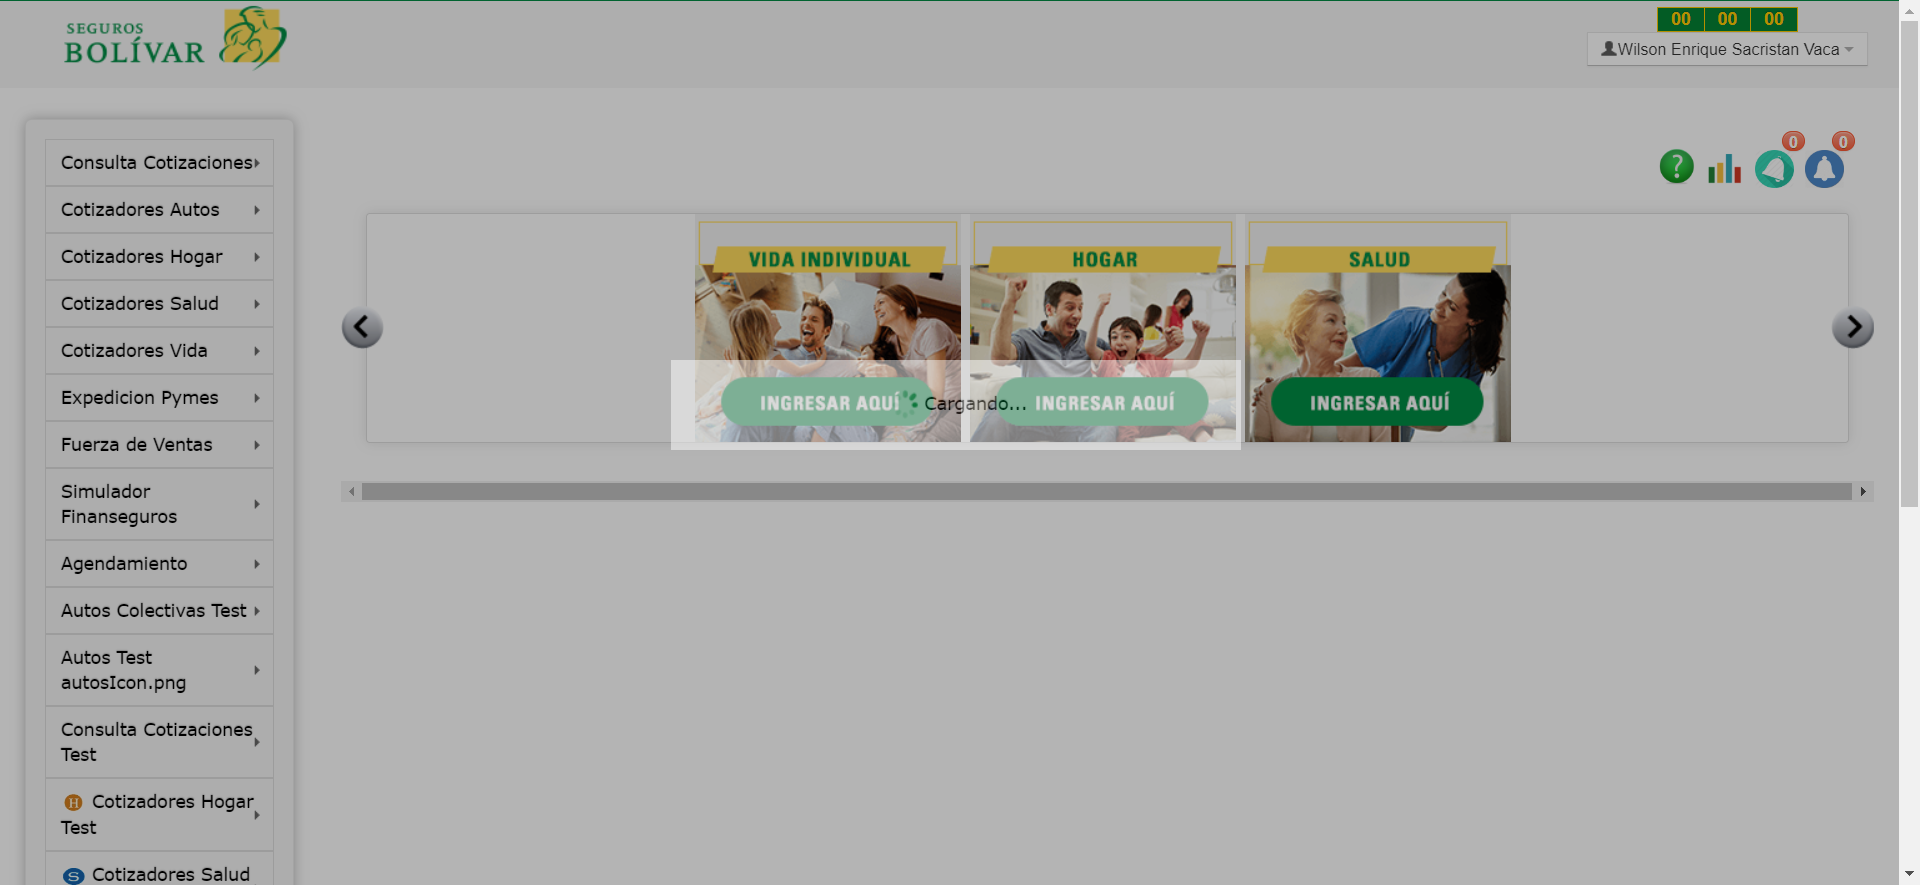 SEGUROS
BOLÍVAR
00 00 00
Wilson Enrique Sacristan Vaca
Consulta Cotizaciones
Cotizadores Autos
Cotizadores Hogar
Cotizadores Salud
Cotizadores Vida
Expedicion Pymes
Fuerza de Ventas
Simulador
Finanseguros
Agendamiento
Autos Colectivas Test
Autos Test
autosIcon.png
Consulta Cotizaciones
Test
H Cotizadores Hogar
Test
S Cotizadores Salud
?
0
0
VIDA INDIVIDUAL
INGRESAR AQUÍ
HOGAR
INGRESAR AQUÍ
SALUD
INGRESAR AQUÍ
Cargando...